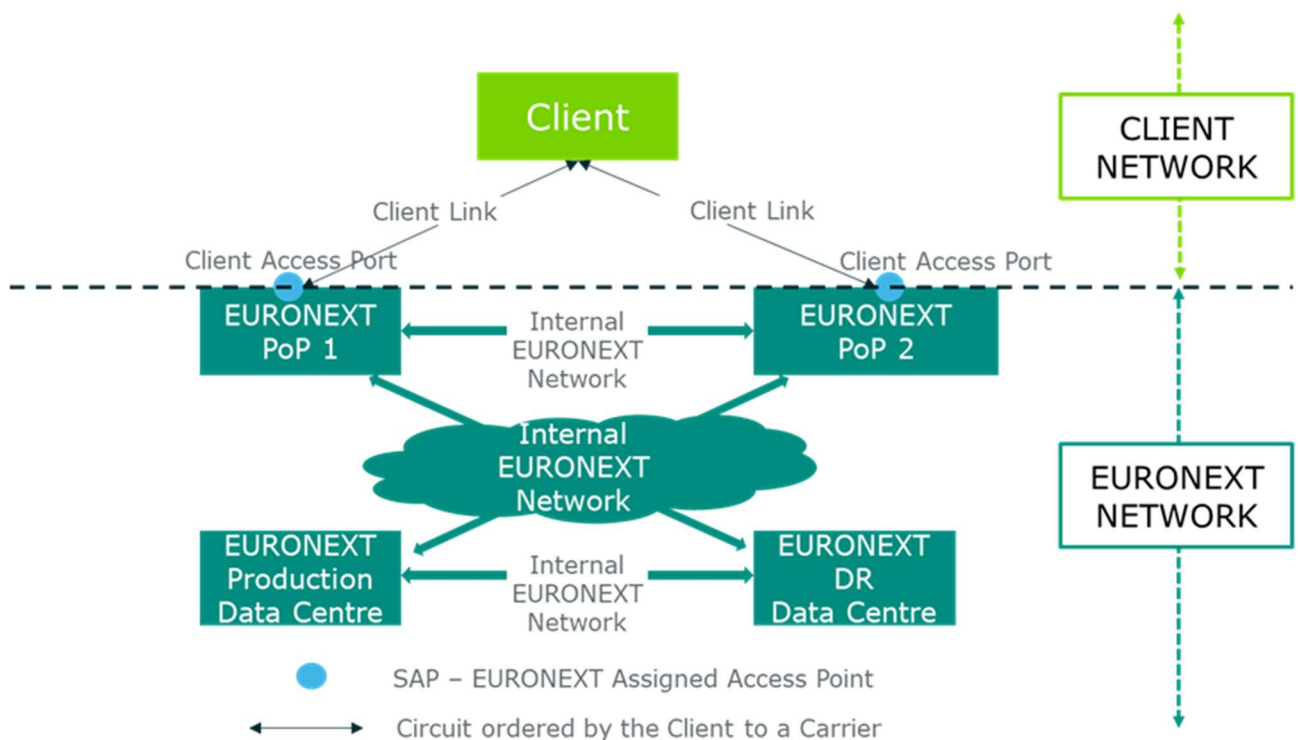 Client
CLIENT
NETWORK
Client Link
Client Link
Client Access Port
Client Access Port
EURONEXT
PoP 1
Internal
EURONEXT
Network
EURONEXT
PoP 2
Internal
EURONEXT
Network
EURONEXT
NETWORK
EURONEXT
Production
Data Centre
Internal
EURONEXT
Network
EURONEXT
DR
Data Centre
SAP – EURONEXT Assigned Access Point
Circuit ordered by the Client to a Carrier